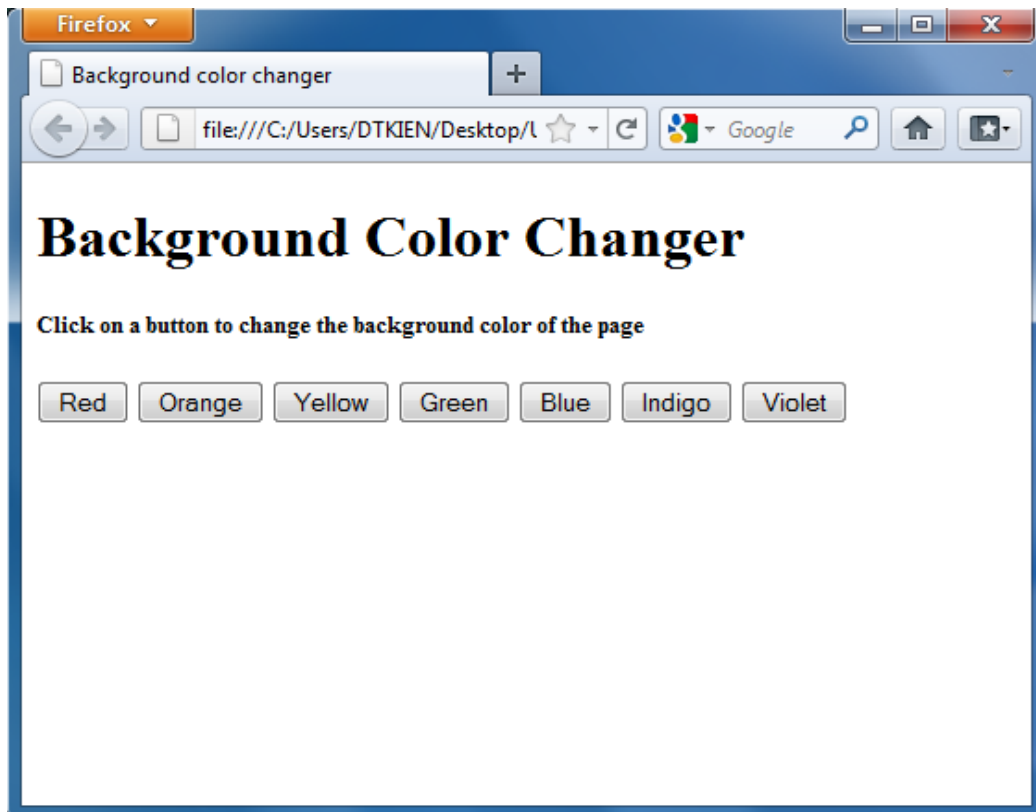 Firefox
Background color changer
file:///C:/Users/DTKIEN/Desktop/U
Google
Background Color Changer
Click on a button to change the background color of the page
Red Orange Yellow Green Blue Indigo Violet